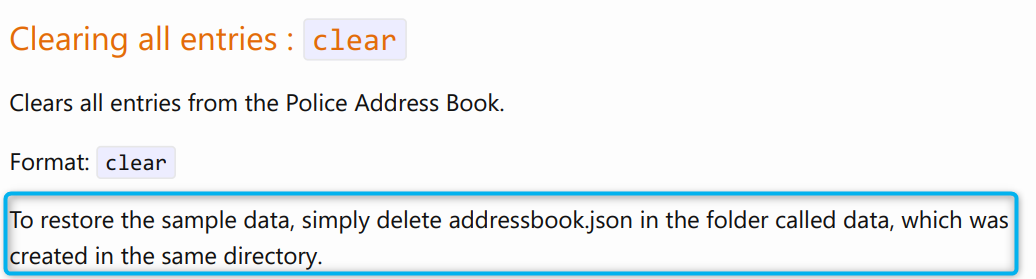 Clearing all entries : clear
Clears all entries from the Police Address Book.
Format: clear
To restore the sample data, simply delete addressbook.json in the folder called data, which was
created in the same directory.